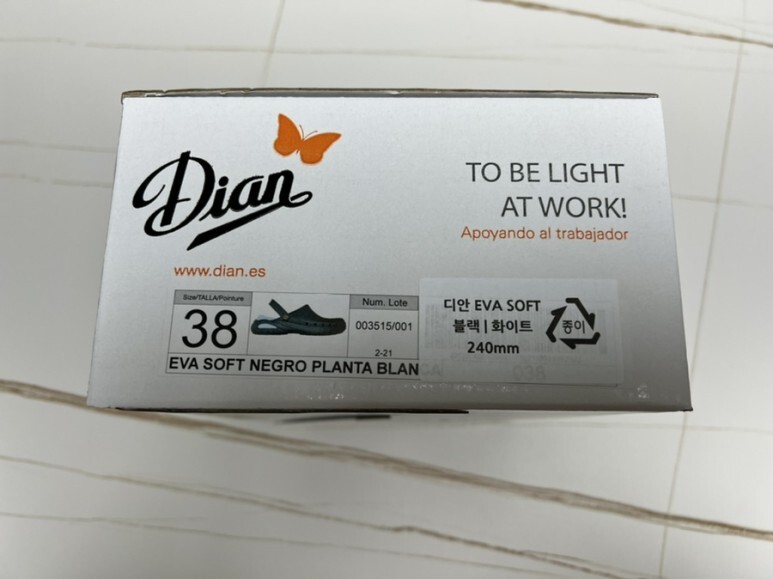 Dian
TO BE LIGHT
AT WORK!
Apoyando al trabajador
www.dian.es
Size/TALLA/Pointure
38
Num. Lote
003515/001
2-21
EVA SOFT NEGRO PLANTA BLAN
디안 EVA SOFT
블랙 | 화이트
240mm
종이